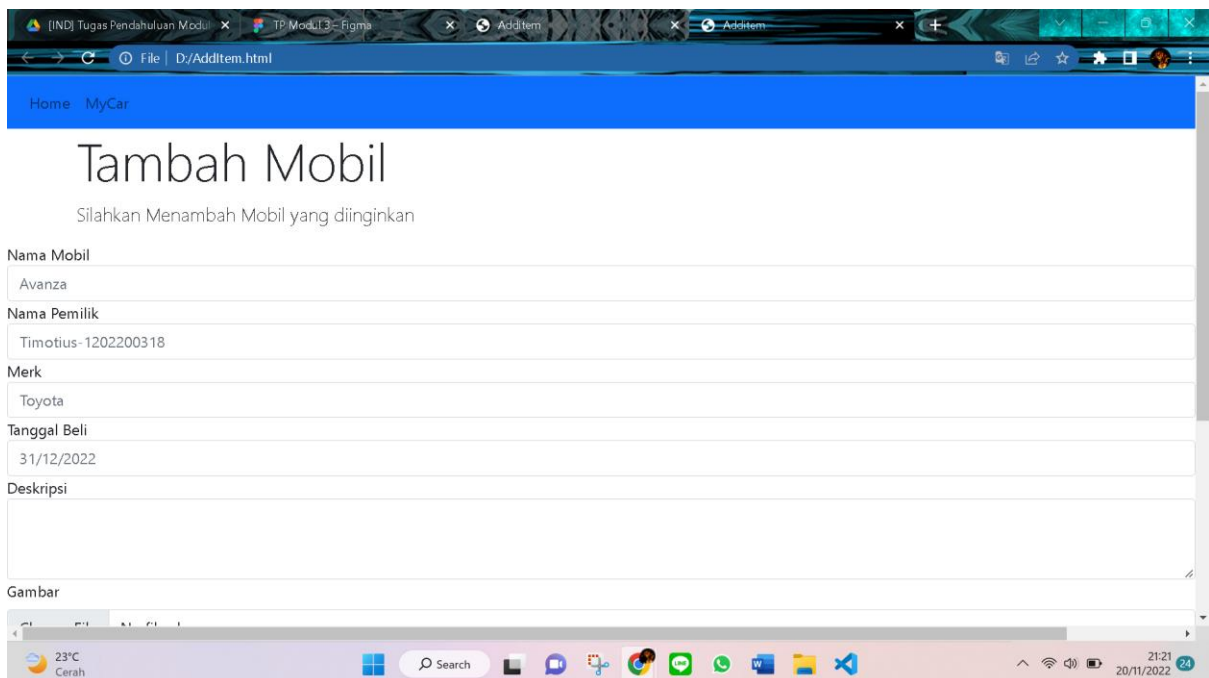 [IND] Tugas Pendahuluan Modul
TP Modul 3 – Figma
Additem
Additem
File
D:/AddItem.html
Home MyCar
Tambah Mobil
Silahkan Menambah Mobil yang diinginkan
Nama Mobil
Avanza
Nama Pemilik
Timotius-1202200318
Merk
Toyota
Tanggal Beli
31/12/2022
Deskripsi
Gambar
23°C
Cerah
Search
21:21
20/11/2022
24